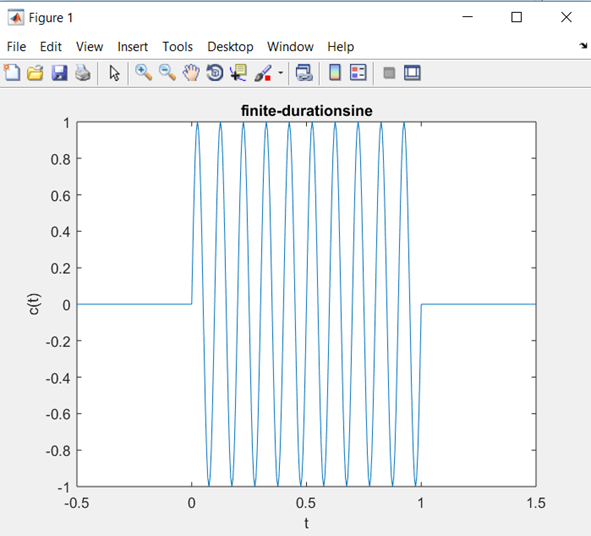 Figure 1
File Edit View Insert Tools Desktop Window Help
finite-durationsine
1
0.8
0.6
0.4
0.2
0
-0.2
-0.4
-0.6
-0.8
-1
c(t)
-0.5 0 0.5 1 1.5
t